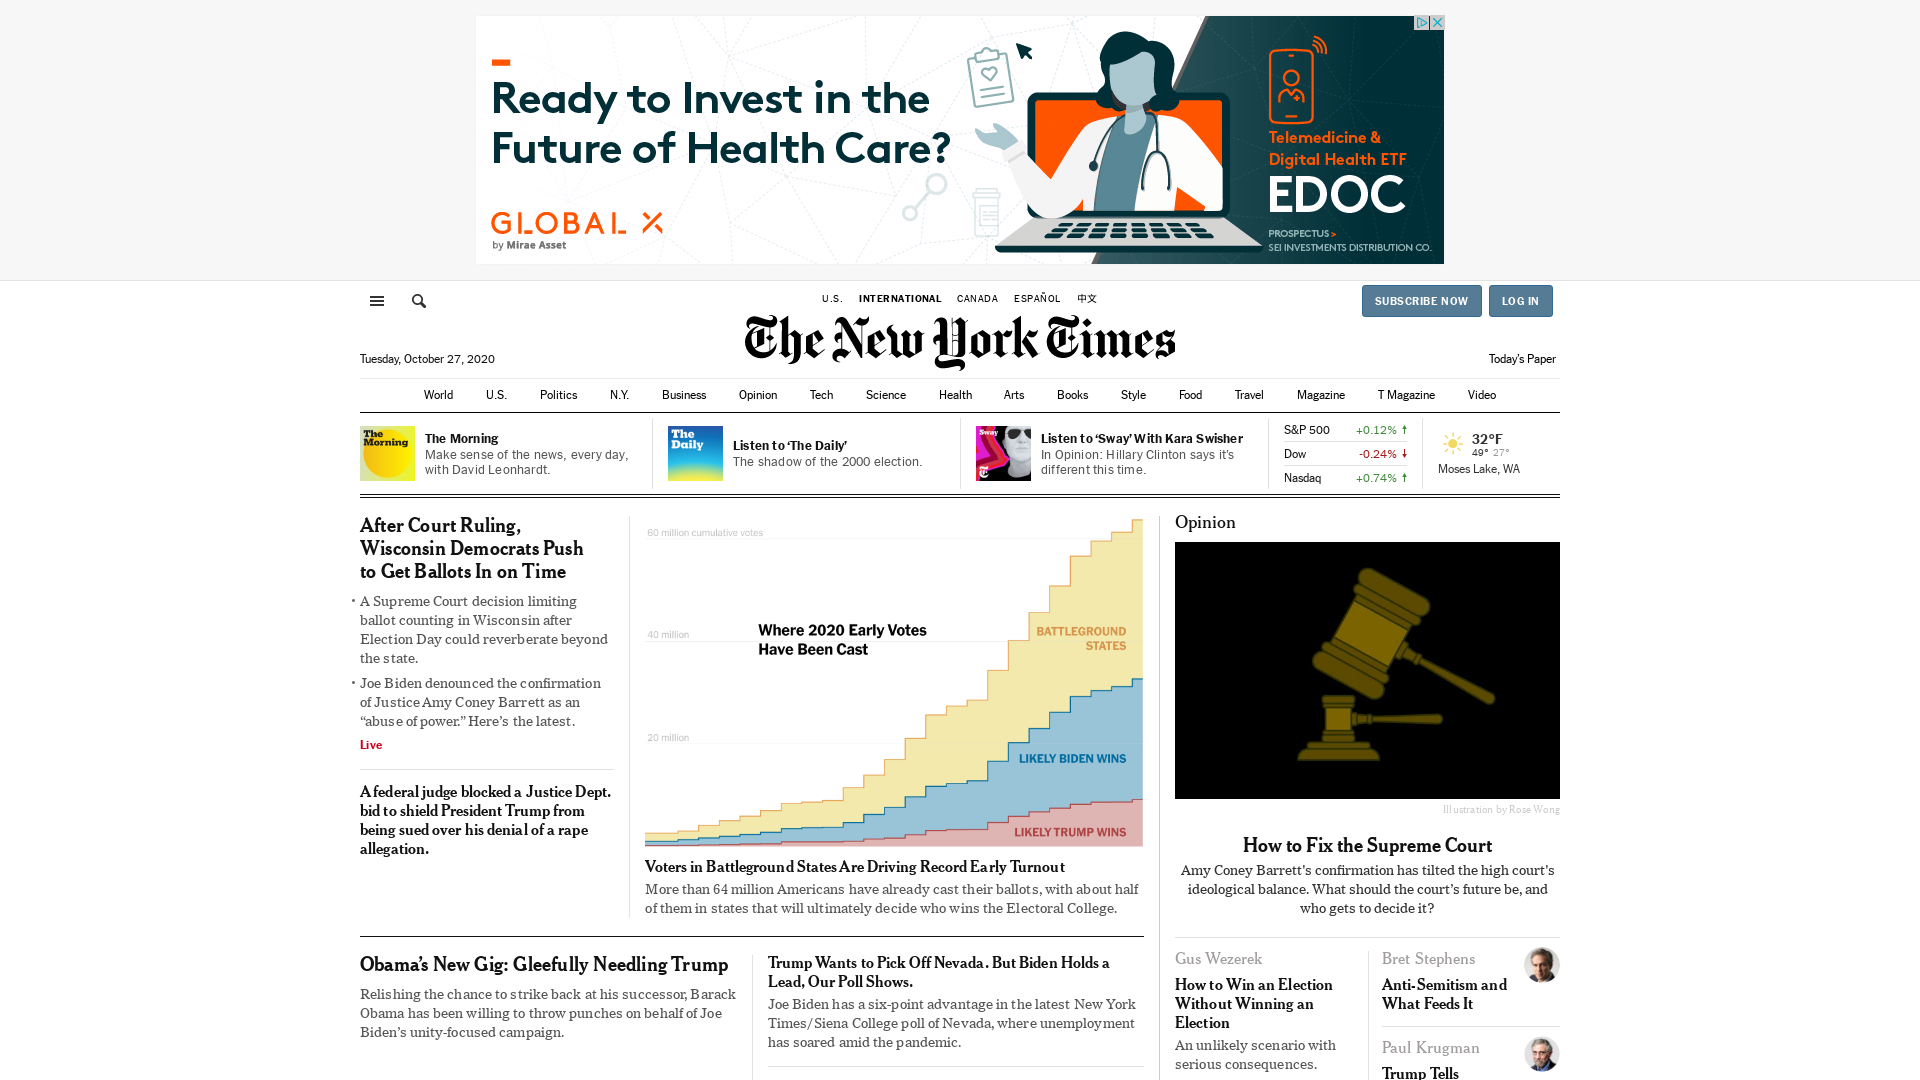 Ready to Invest in the
Future of Health Care?
GLOBAL X
by Mirae Asset
Telemedicine &
Digital Health ETF
EDOC
PROSPECTUS >
SEI INVESTMENTS DISTRIBUTION CO.
U.S.
INTERNATIONAL
CANADA
ESPAÑOL
中文
SUBSCRIBE NOW
LOG IN
The New York Times
Tuesday, October 27, 2020
Today's Paper
World
U.S.
Politics
N.Y.
Business
Opinion
Tech
Science
Health
Arts
Books
Style
Food
Travel
Magazine
T Magazine
Video
The
Morning
The Morning
Make sense of the news, every day,
with David Leonhardt.
The
Daily
Listen to ‘The Daily’
The shadow of the 2000 election.
Sway
Listen to ‘Sway’ With Kara Swisher
In Opinion: Hillary Clinton says it’s
different this time.
S&P 500 +0.12% ↑
Dow -0.24% ↓
Nasdaq +0.74% ↑
32°F
49° 27°
Moses Lake, WA
After Court Ruling,
Wisconsin Democrats Push
to Get Ballots In on Time
• A Supreme Court decision limiting
ballot counting in Wisconsin after
Election Day could reverberate beyond
the state.
• Joe Biden denounced the confirmation
of Justice Amy Coney Barrett as an
“abuse of power.” Here’s the latest.
Live
A federal judge blocked a Justice Dept.
bid to shield President Trump from
being sued over his denial of a rape
allegation.
60 million cumulative votes
40 million
20 million
Where 2020 Early Votes
Have Been Cast
BATTLEGROUND
STATES
LIKELY BIDEN WINS
LIKELY TRUMP WINS
Voters in Battleground States Are Driving Record Early Turnout
More than 64 million Americans have already cast their ballots, with about half
of them in states that will ultimately decide who wins the Electoral College.
Opinion
Illustration by Rose Wong
How to Fix the Supreme Court
Amy Coney Barrett's confirmation has tilted the high court's
ideological balance. What should the court’s future be, and
who gets to decide it?
Obama’s New Gig: Gleefully Needling Trump
Relishing the chance to strike back at his successor, Barack
Obama has been willing to throw punches on behalf of Joe
Biden’s unity-focused campaign.
Trump Wants to Pick Off Nevada. But Biden Holds a
Lead, Our Poll Shows.
Joe Biden has a six-point advantage in the latest New York
Times/Siena College poll of Nevada, where unemployment
has soared amid the pandemic.
Gus Wezerek
How to Win an Election
Without Winning an
Election
An unlikely scenario with
serious consequences.
Bret Stephens
Anti-Semitism and
What Feeds It
Paul Krugman
Trump Tells